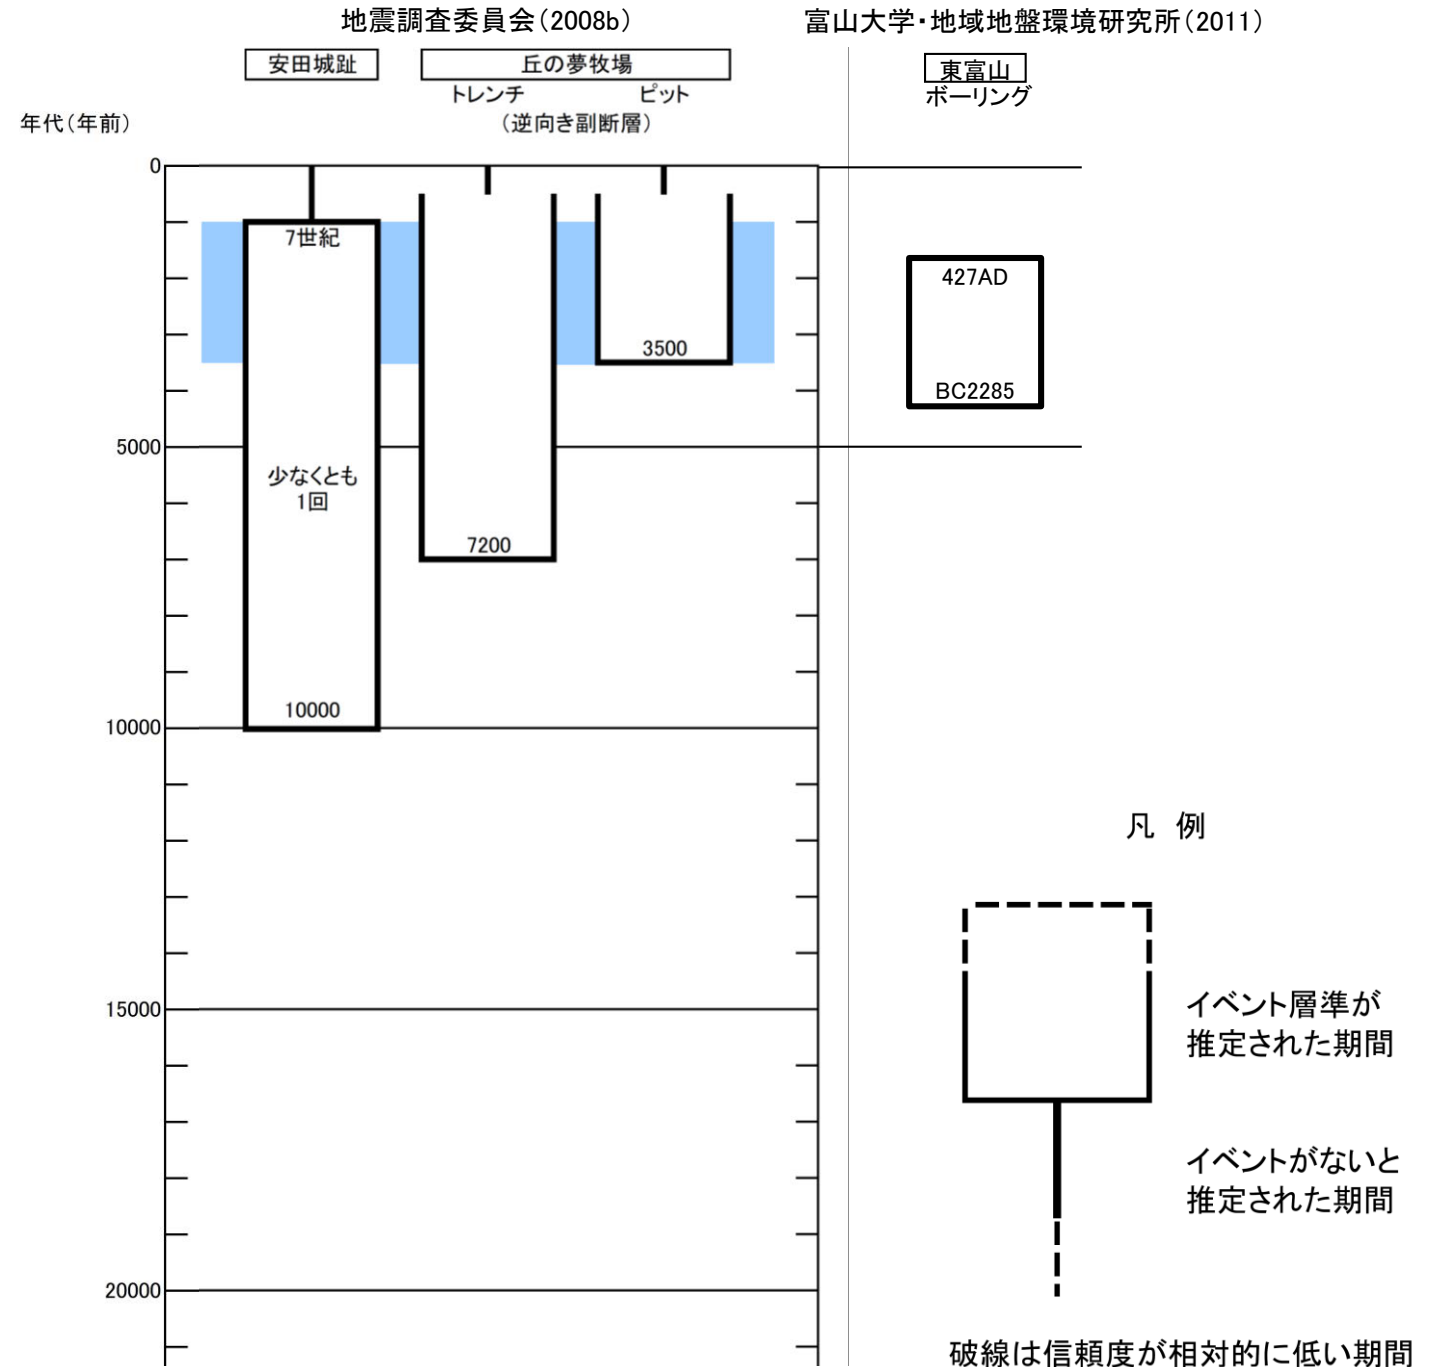 地震調査委員会（2008b）
富山大学・地域地盤環境研究所（2011）
安田城趾
丘の夢牧場
東富山
トレンチ
ピット
ボーリング
年代（年前）
（逆向き副断層）
0
7世紀
427AD
3500
BC2285
5000
少なくとも
1回
7200
10000
10000
凡 例
15000
イベント層準が
推定された期間
イベントがないと
推定された期間
20000
破線は信頼度が相対的に低い期間